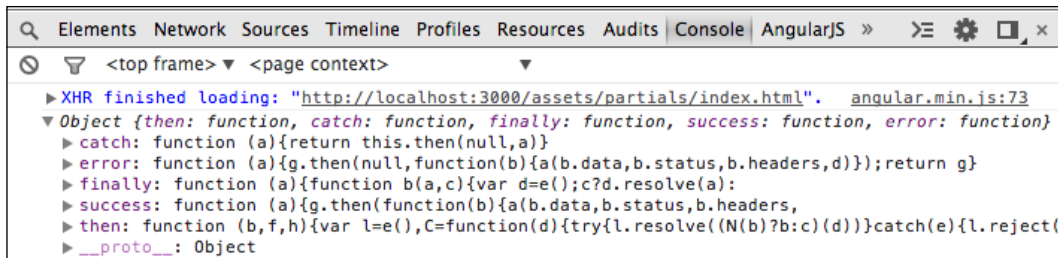 Elements Network Sources Timeline Profiles Resources Audits Console AngularJS »
<top frame> ▼ <page context> ▼
▶XHR finished loading: "http://localhost:3000/assets/partials/index.html". angular.min.js:73
▼Object {then: function, catch: function, finally: function, success: function, error: function}
▶catch: function (a){return this.then(null,a)}
▶error: function (a){g.then(null,function(b){a(b.data,b.status,b.headers,d)});return g}
▶finally: function (a){function b(a,c){var d=e();c?d.resolve(a):
▶success: function (a){g.then(function(b){a(b.data,b.status,b.headers,
▶then: function (b,f,h){var l=e(),C=function(d){try{l.resolve((N(b)?b:c)(d))}catch(e){l.reject(
▶__proto__: Object